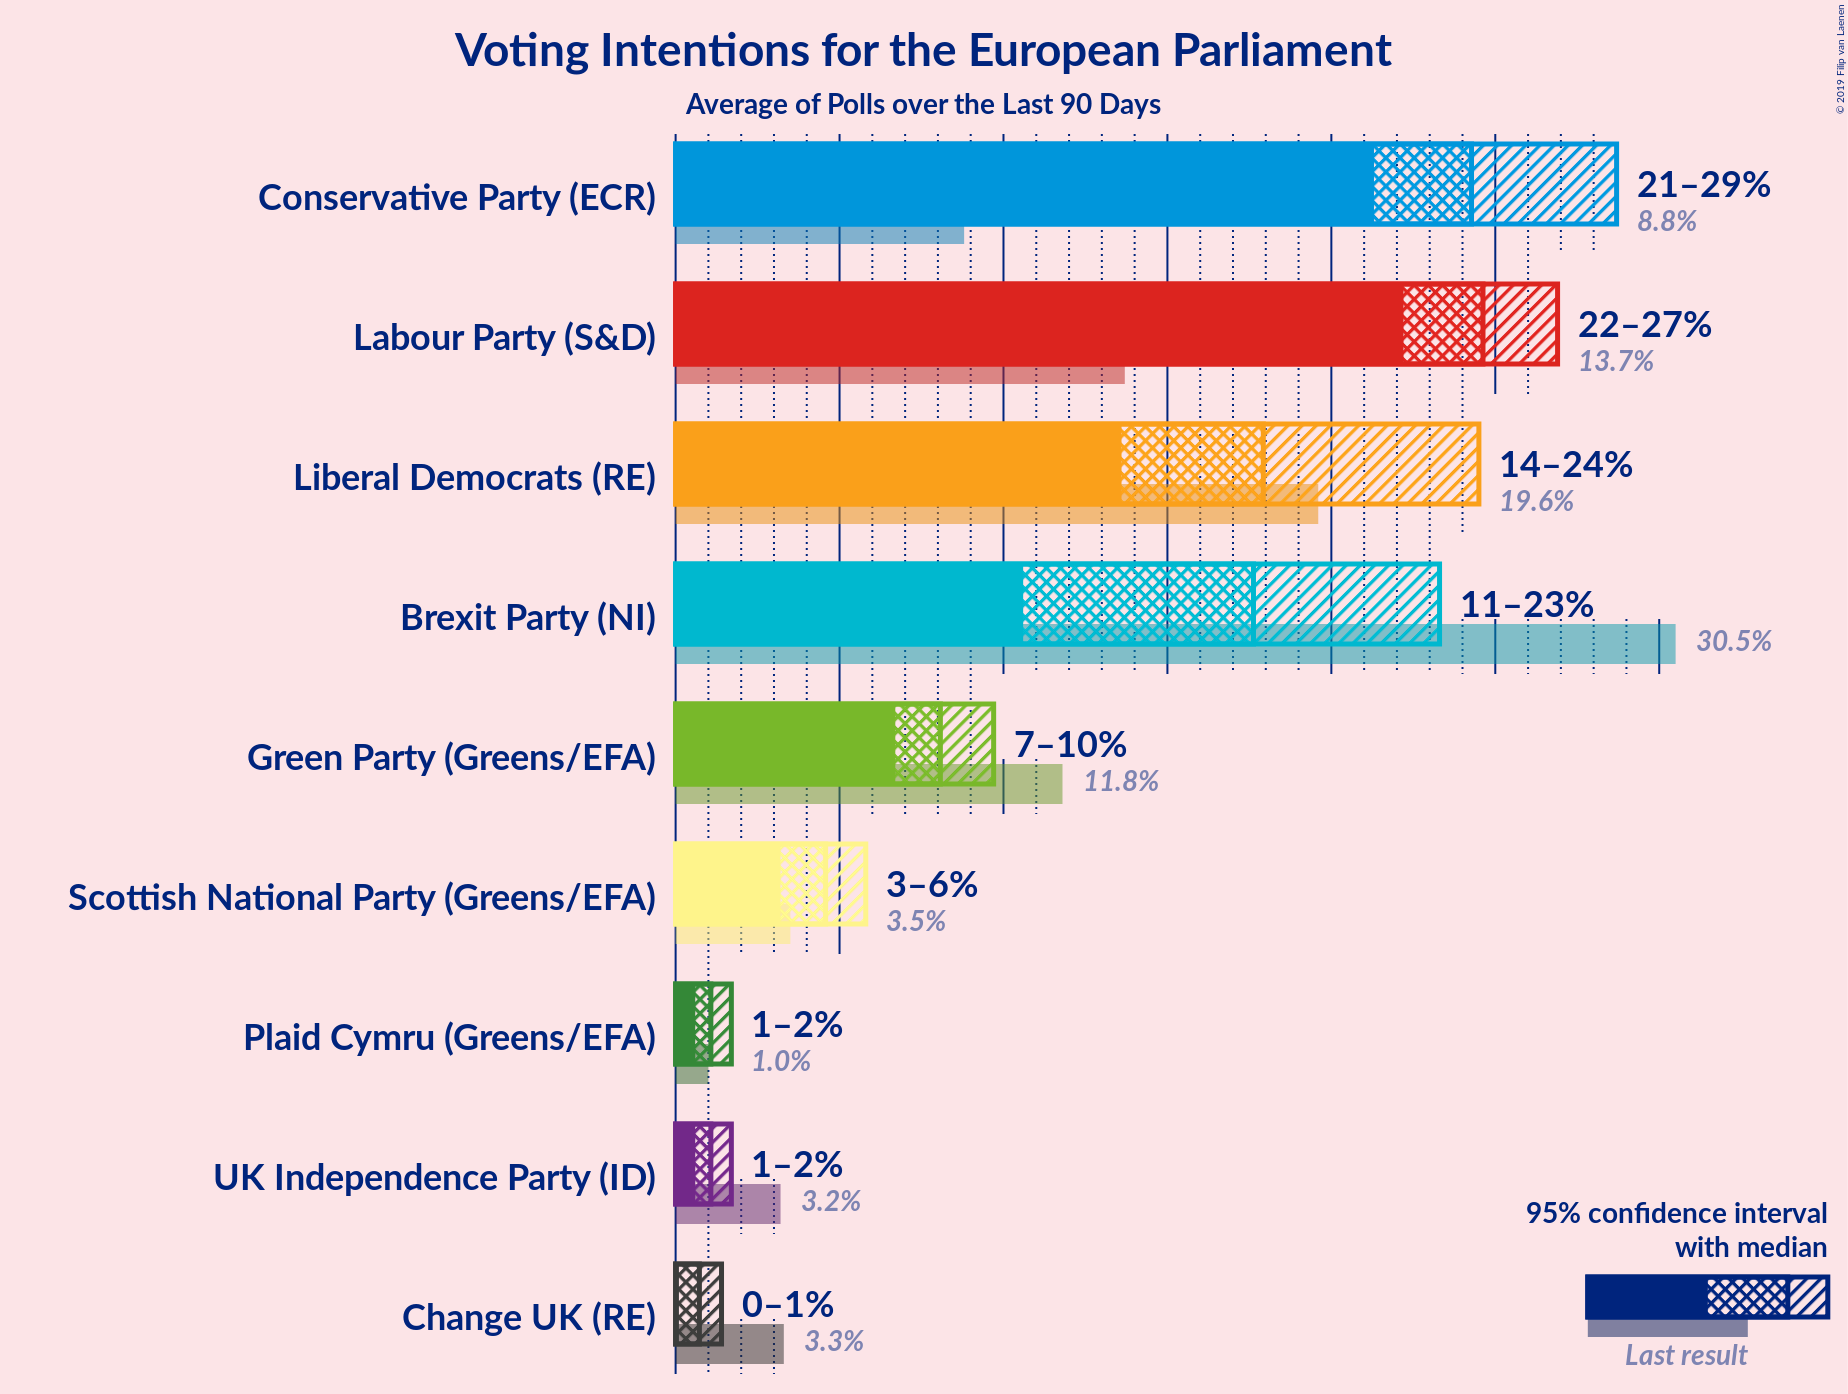 Voting Intentions for the European Parliament
Average of Polls over the Last 90 Days
© 2019 Filip van Laenen
Conservative Party (ECR)
21–29%
8.8%
Labour Party (S&D)
22–27%
13.7%
Liberal Democrats (RE)
14–24%
19.6%
Brexit Party (NI)
11–23%
30.5%
Green Party (Greens/EFA)
7–10%
11.8%
Scottish National Party (Greens/EFA)
3–6%
3.5%
Plaid Cymru (Greens/EFA)
1–2%
1.0%
UK Independence Party (ID)
1–2%
3.2%
Change UK (RE)
0–1%
3.3%
95% confidence interval
with median
Last result